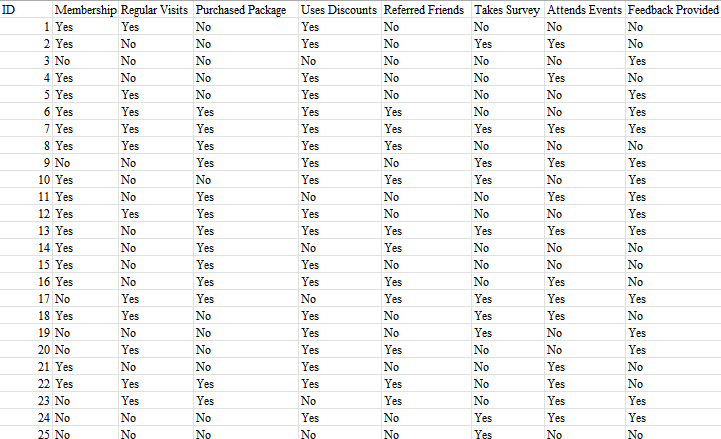 ID Membership Regular Visits Purchased Package Uses Discounts Referred Friends Takes Survey Attends Events Feedback Provided
1 Yes Yes No Yes No No No No
2 Yes No No Yes No Yes Yes No
3 No No No No No No No Yes
4 Yes No No Yes No No Yes No
5 Yes Yes No Yes No No No Yes
6 Yes Yes Yes Yes Yes No No Yes
7 Yes Yes Yes Yes Yes Yes Yes Yes
8 Yes Yes Yes Yes Yes No No No
9 No No Yes Yes No Yes Yes Yes
10 Yes No No Yes Yes Yes No Yes
11 Yes No Yes No No No Yes Yes
12 Yes Yes Yes Yes No No No Yes
13 Yes No Yes Yes Yes Yes Yes Yes
14 Yes No Yes No Yes No No No
15 Yes No Yes Yes No No No No
16 Yes No Yes Yes Yes No Yes No
17 No Yes Yes No Yes Yes Yes Yes
18 Yes Yes No Yes No Yes Yes No
19 No No No Yes No Yes No Yes
20 No Yes No Yes Yes No No Yes
21 Yes No No Yes No No Yes No
22 Yes Yes Yes Yes Yes No Yes No
23 No Yes Yes No Yes No Yes Yes
24 No No No Yes No Yes Yes Yes
25 No No No No No Yes No No